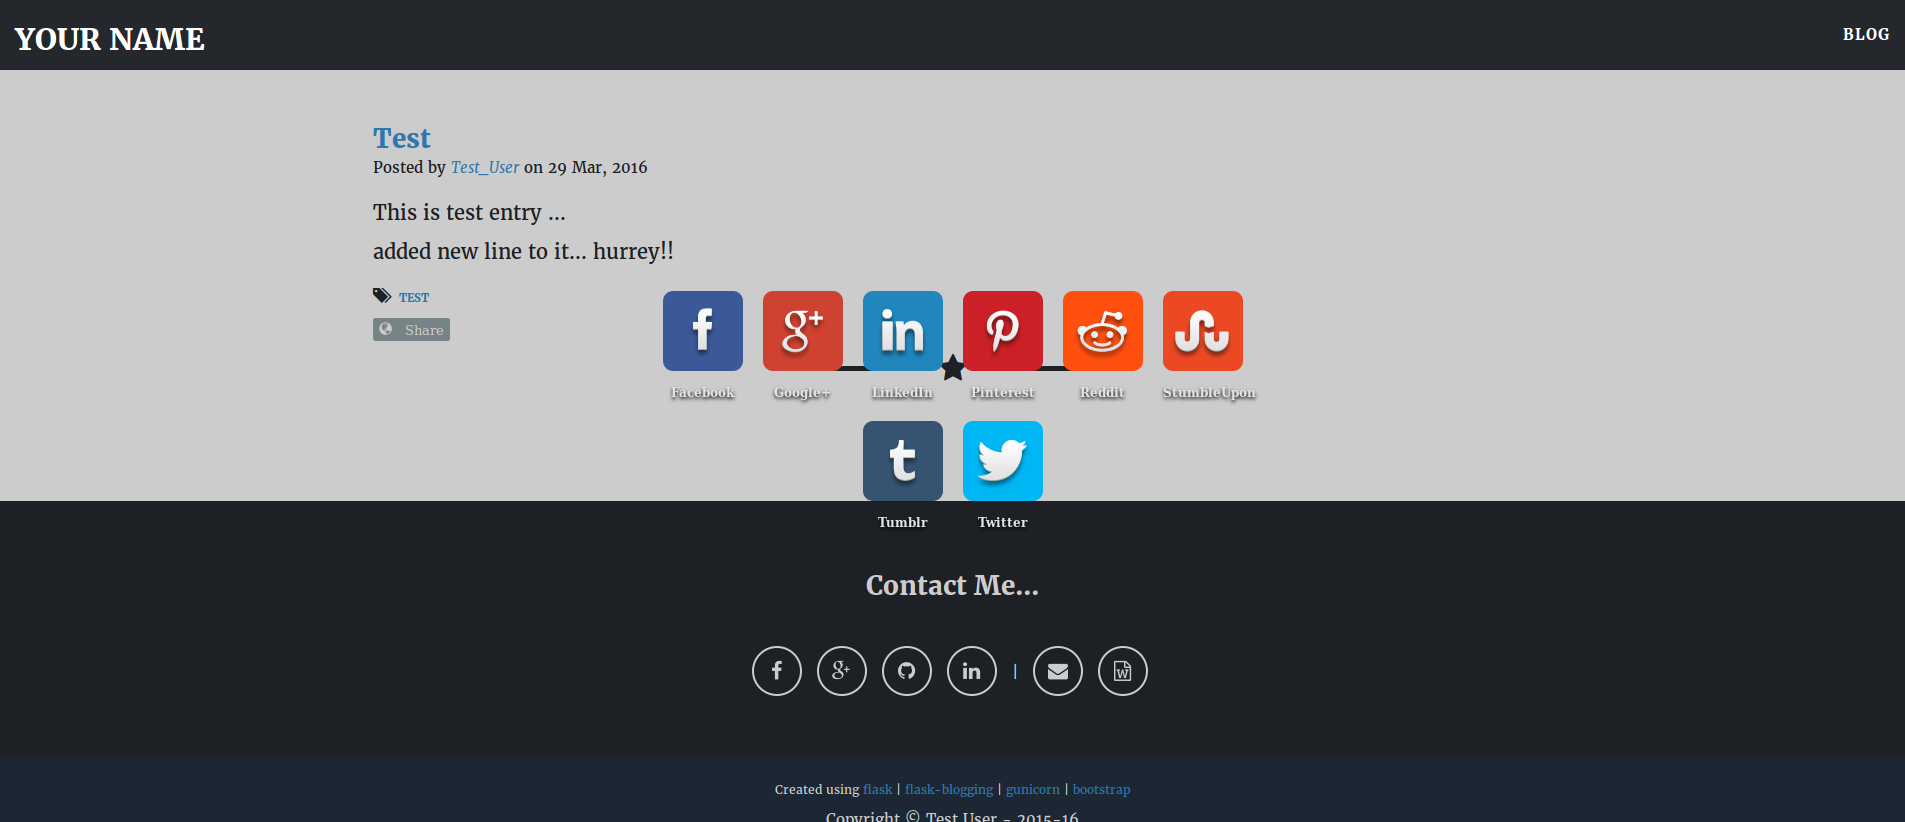 YOUR NAME
BLOG
Test
Posted by Test_User on 29 Mar, 2016
This is test entry ...
added new line to it... hurrey!!
TEST
Share
Facebook Google+ LinkedIn Pinterest Reddit StumbleUpon
Tumblr Twitter
Contact Me...
|
Created using flask | flask-blogging | gunicorn | bootstrap
Copyright © Test User - 2015-16